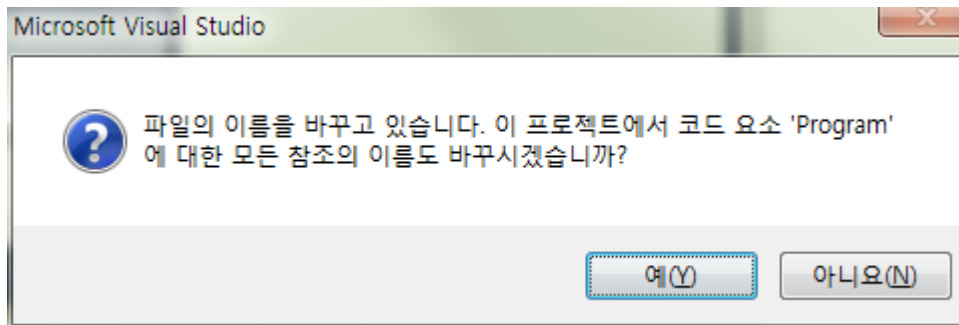 Microsoft Visual Studio
파일의 이름을 바꾸고 있습니다. 이 프로젝트에서 코드 요소 'Program'
에 대한 모든 참조의 이름도 바꾸시겠습니까?
예(Y) 아니요(N)